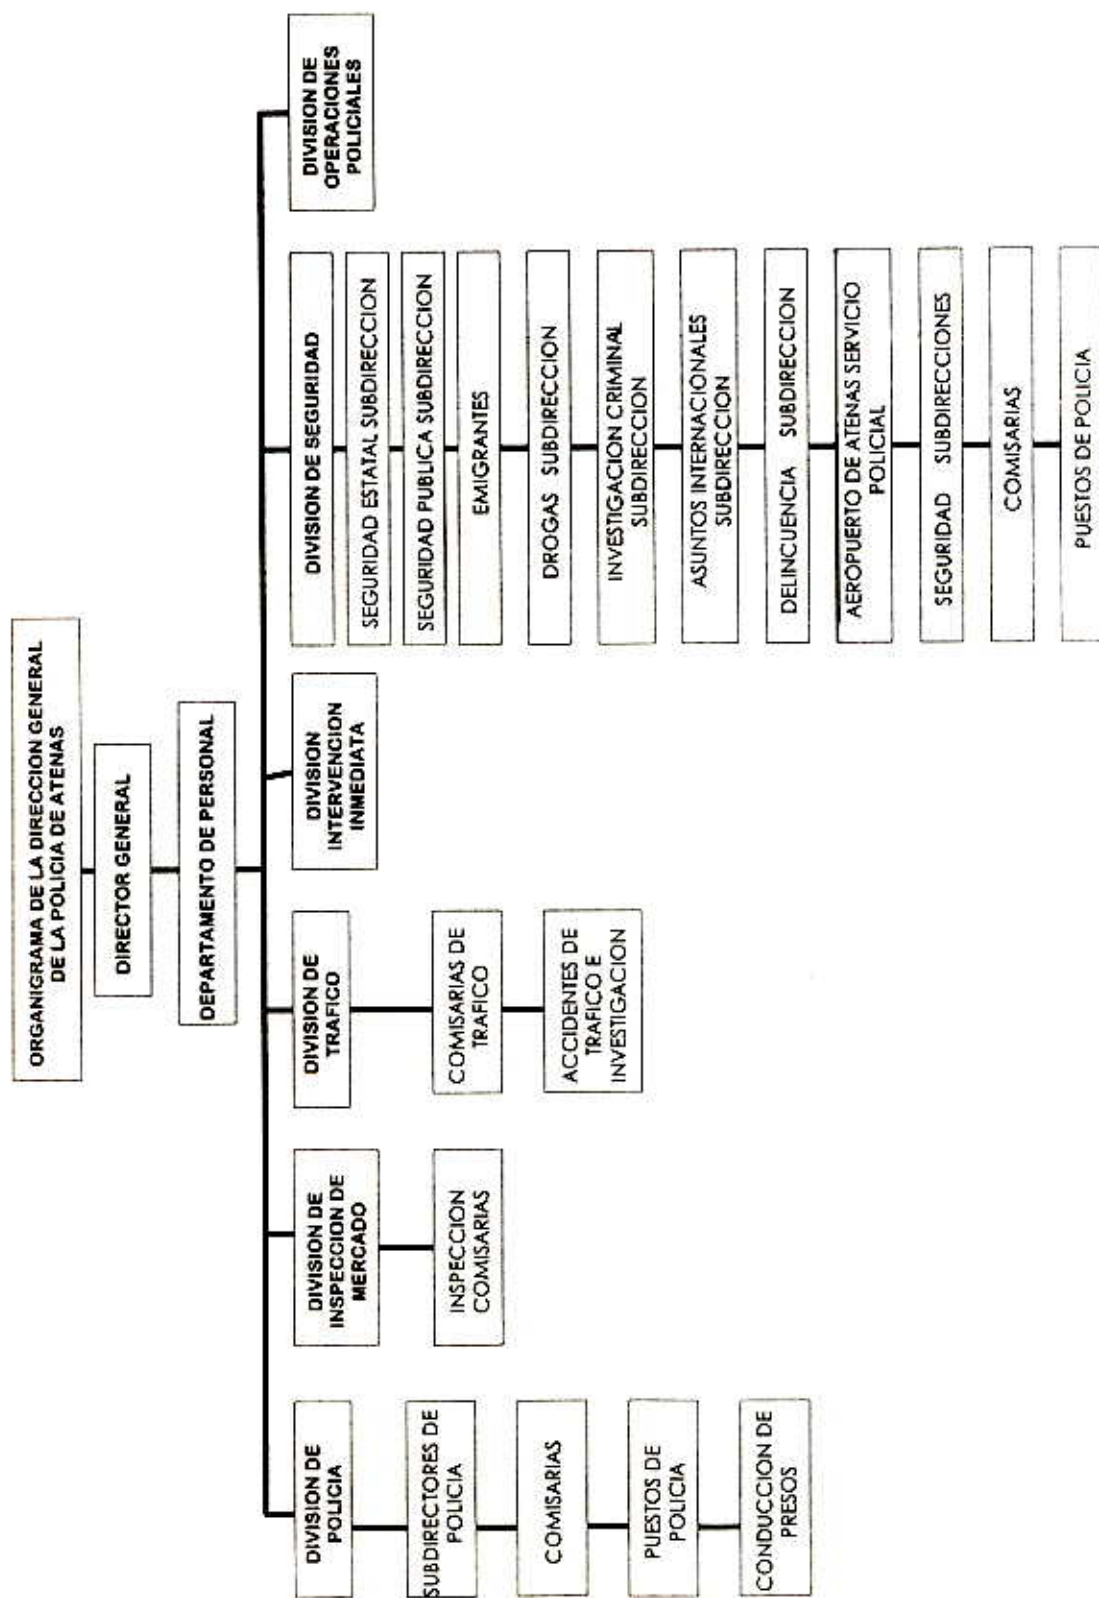 ORGANIGRAMA DE LA DIRECCION GENERAL
DE LA POLICIA DE ATENAS
DIRECTOR GENERAL
DEPARTAMENTO DE PERSONAL
DIVISION DE
POLICIA
SUBDIRECTORES DE
POLICIA
COMISARIAS
PUESTOS DE
POLICIA
CONDUCCION DE
PRESOS
DIVISION DE
INSPECCION DE
MERCADO
INSPECCION
COMISARIAS
DIVISION DE
TRAFICO
COMISARIAS DE
TRAFICO
ACCIDENTES DE
TRAFICO E
INVESTIGACION
DIVISION
INTERVENCION
INMEDIATA
DIVISION DE SEGURIDAD
SEGURIDAD ESTATAL SUBDIRECCION
SEGURIDAD PUBLICA SUBDIRECCION
EMIGRANTES
DROGAS SUBDIRECCION
INVESTIGACION CRIMINAL
SUBDIRECCION
ASUNTOS INTERNACIONALES
SUBDIRECCION
DELINCUENCIA SUBDIRECCION
AEROPUERTO DE ATENAS SERVICIO
POLICIAL
SEGURIDAD SUBDIRECCIONES
COMISARIAS
PUESTOS DE POLICIA
DIVISION DE
OPERACIONES
POLICIALES